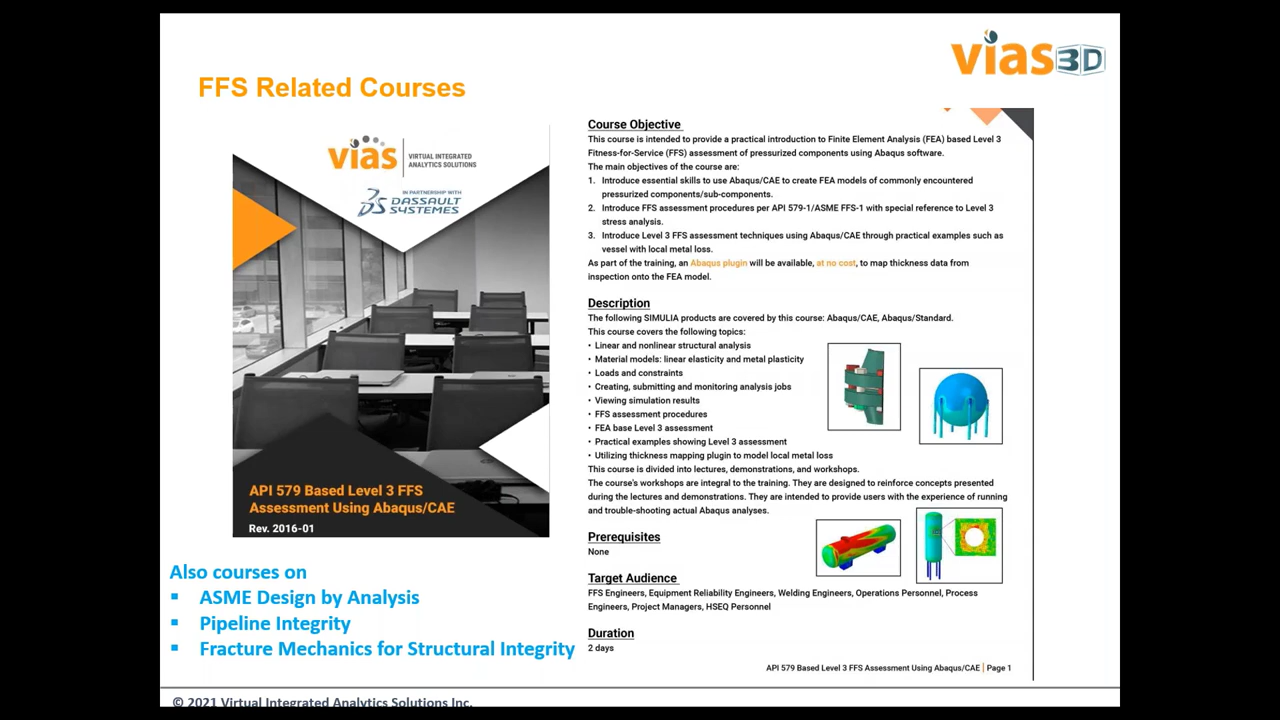 vias3D
FFS Related Courses
vias
VIRTUAL INTEGRATED
ANALYTICS SOLUTIONS
IN PARTNERSHIP WITH
DASSAULT
SYSTEMES
API 579 Based Level 3 FFS
Assessment Using Abaqus/CAE
Rev. 2016-01
Also courses on
▪ ASME Design by Analysis
▪ Pipeline Integrity
▪ Fracture Mechanics for Structural Integrity
Course Objective
This course is intended to provide a practical introduction to Finite Element Analysis (FEA) based Level 3
Fitness-for-Service (FFS) assessment of pressurized components using Abaqus software.
The main objectives of the course are:
1. Introduce essential skills to use Abaqus/CAE to create FEA models of commonly encountered
pressurized components/sub-components.
2. Introduce FFS assessment procedures per API 579-1/ASME FFS-1 with special reference to Level 3
stress analysis.
3. Introduce Level 3 FFS assessment techniques using Abaqus/CAE through practical examples such as
vessel with local metal loss.
As part of the training, an Abaqus plugin will be available, at no cost, to map thickness data from
inspection onto the FEA model.
Description
The following SIMULIA products are covered by this course: Abaqus/CAE, Abaqus/Standard.
This course covers the following topics:
• Linear and nonlinear structural analysis
• Material models: linear elasticity and metal plasticity
• Loads and constraints
• Creating, submitting and monitoring analysis jobs
• Viewing simulation results
• FFS assessment procedures
• FEA base Level 3 assessment
• Practical examples showing Level 3 assessment
• Utilizing thickness mapping plugin to model local metal loss
This course is divided into lectures, demonstrations, and workshops.
The course's workshops are integral to the training. They are designed to reinforce concepts presented
during the lectures and demonstrations. They are intended to provide users with the experience of running
and trouble-shooting actual Abaqus analyses.
Prerequisites
None
Target Audience
FFS Engineers, Equipment Reliability Engineers, Welding Engineers, Operations Personnel, Process
Engineers, Project Managers, HSEQ Personnel
Duration
2 days
API 579 Based Level 3 FFS Assessment Using Abaqus/CAE | Page 1
© 2021 Virtual Integrated Analytics Solutions Inc.